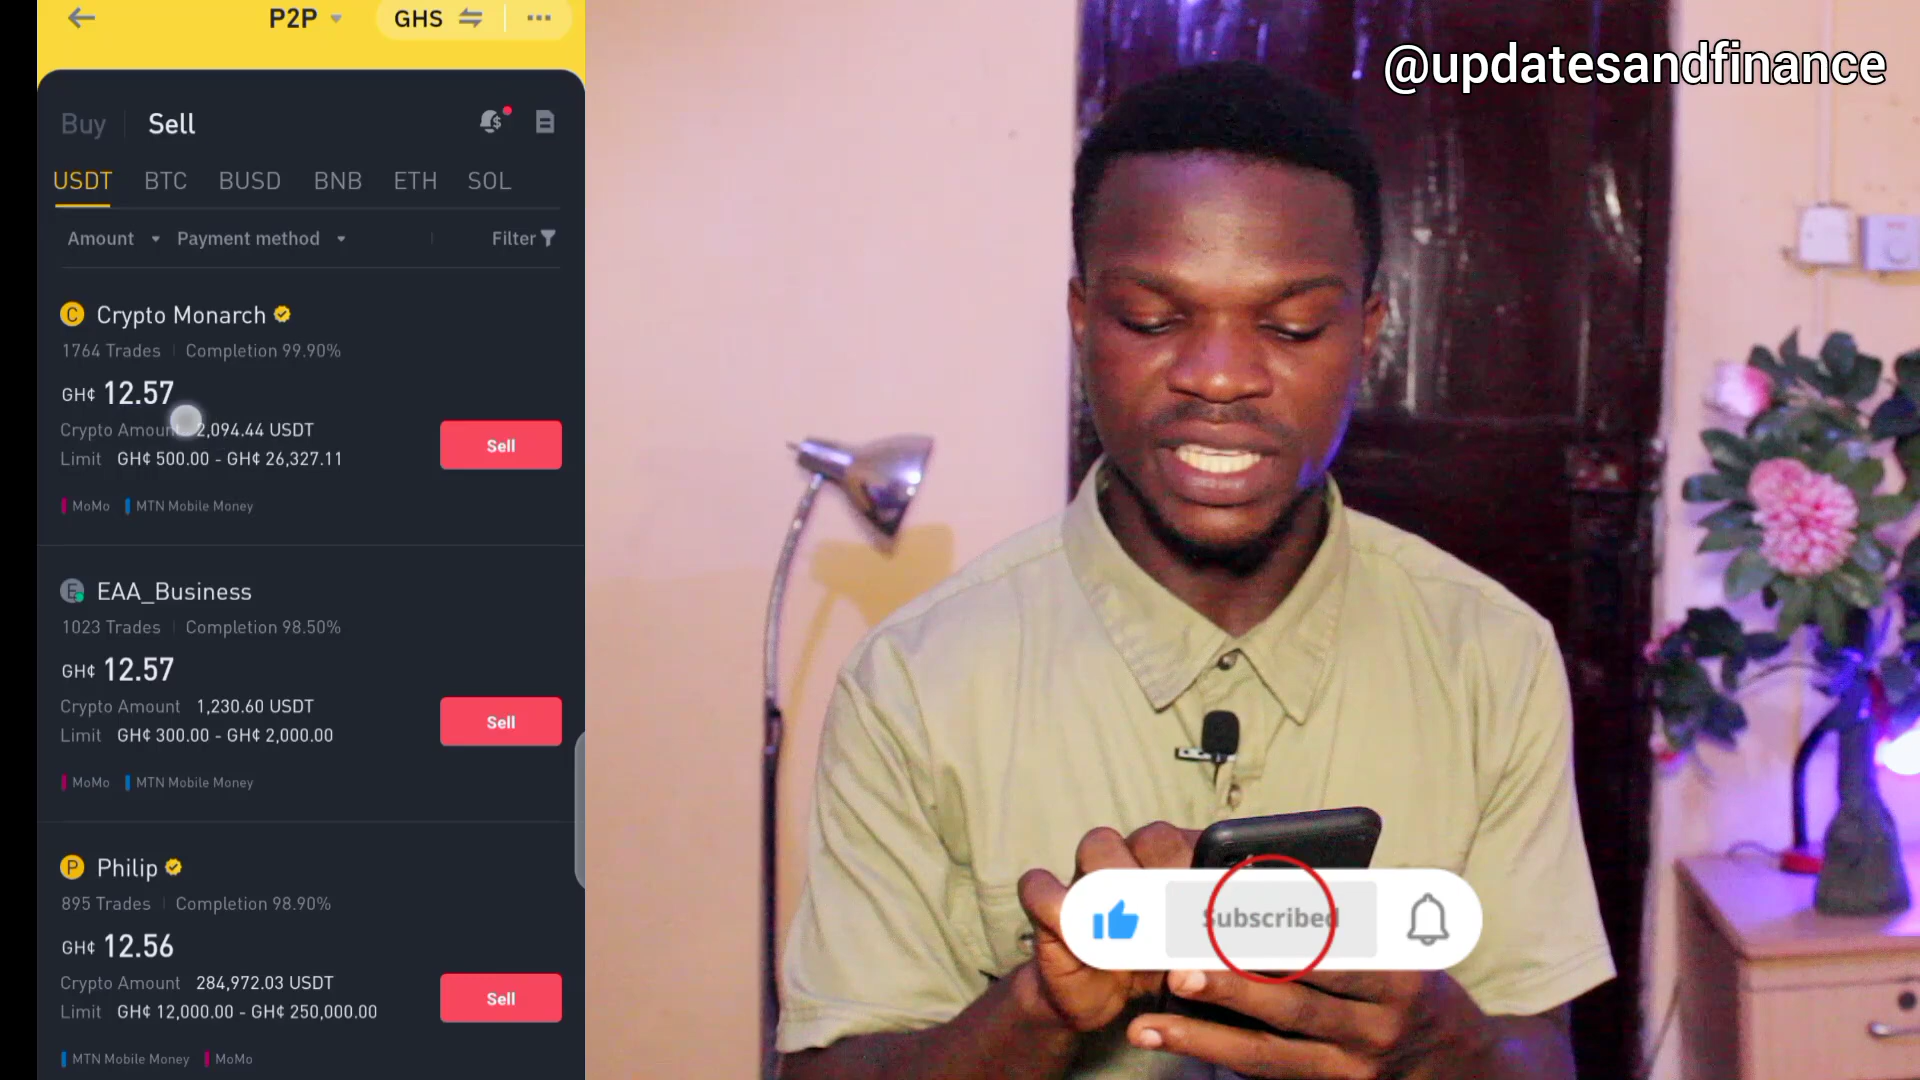 P2P
GHS
@updatesandfinance
Buy
Sell
USDT BTC BUSD BNB ETH SOL
Amount Payment method Filter
C Crypto Monarch
1764 Trades Completion 99.90%
GH¢ 12.57
Crypto Amount 2,094.44 USDT
Sell
Limit GH¢ 500.00 - GH¢ 26,327.11
MoMo MTN Mobile Money
E EAA_Business
1023 Trades Completion 98.50%
GH¢ 12.57
Crypto Amount 1,230.60 USDT
Sell
Limit GH¢ 300.00 - GH¢ 2,000.00
MoMo MTN Mobile Money
P Philip
895 Trades Completion 98.90%
GH¢ 12.56
Crypto Amount 284,972.03 USDT
Sell
Limit GH¢ 12,000.00 - GH¢ 250,000.00
MTN Mobile Money MoMo
Subscribed